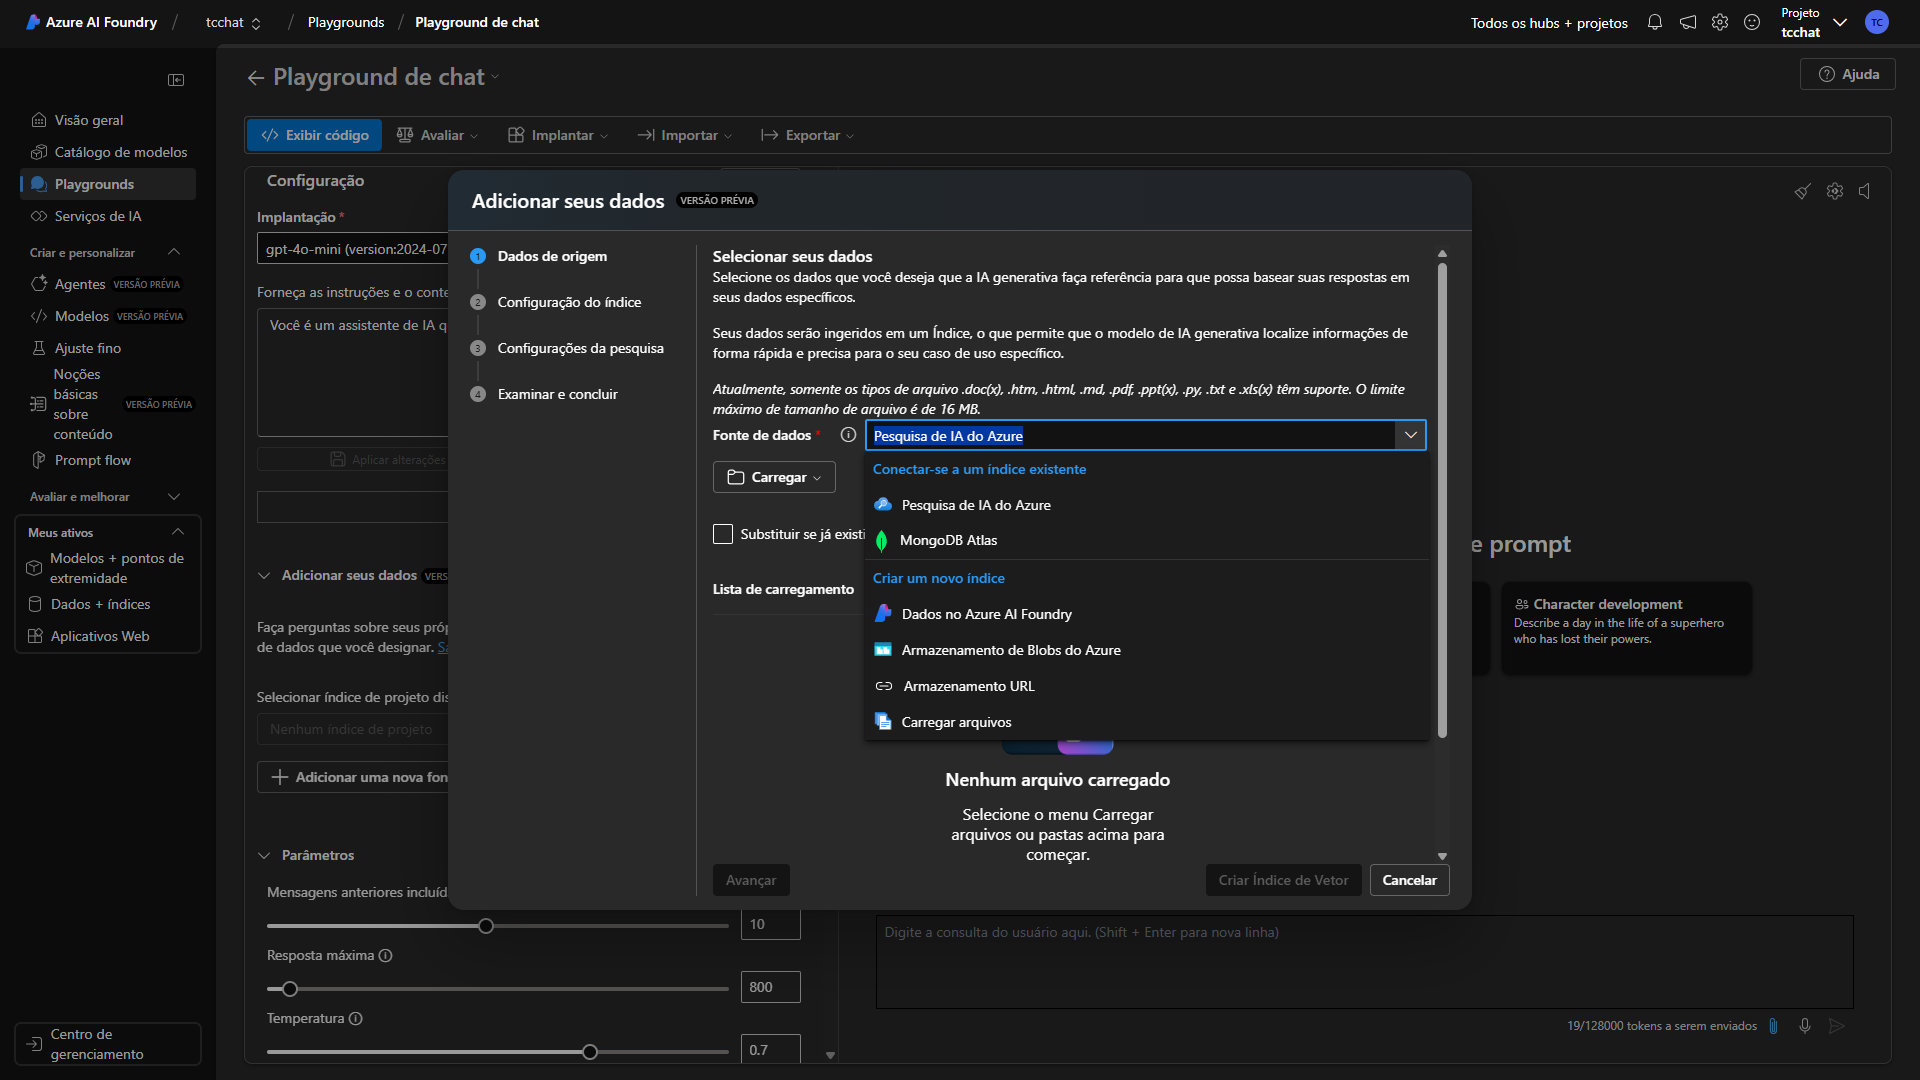 Azure AI Foundry / tcchat / Playgrounds / Playground de chat
Todos os hubs + projetos
Projeto
tcchat
TC
Playground de chat
Ajuda
Visão geral
Catálogo de modelos
Playgrounds
Serviços de IA
Criar e personalizar
Agentes VERSÃO PRÉVIA
Modelos VERSÃO PRÉVIA
Ajuste fino
Noções
básicas
sobre
conteúdo
VERSÃO PRÉVIA
Prompt flow
Avaliar e melhorar
Meus ativos
Modelos + pontos de
extremidade
Dados + índices
Aplicativos Web
Centro de
gerenciamento
Exibir código
Avaliar
Implantar
Importar
Exportar
Configuração
Implantação *
gpt-4o-mini (version:2024-07
Forneça as instruções e o conte
Você é um assistente de IA q
Aplicar alterações
Adicionar seus dados VERS
Faça perguntas sobre seus próp
de dados que você designar. Sa
Selecionar índice de projeto dis
Nenhum índice de projeto
Adicionar uma nova fon
Parâmetros
Mensagens anteriores incluíd
10
Resposta máxima
800
Temperatura
0.7
Adicionar seus dados VERSÃO PRÉVIA
1 Dados de origem
2 Configuração do índice
3 Configurações da pesquisa
4 Examinar e concluir
Selecionar seus dados
Selecione os dados que você deseja que a IA generativa faça referência para que possa basear suas respostas em
seus dados específicos.
Seus dados serão ingeridos em um Índice, o que permite que o modelo de IA generativa localize informações de
forma rápida e precisa para o seu caso de uso específico.
Atualmente, somente os tipos de arquivo .doc(x), .htm, .html, .md, .pdf, .ppt(x), .py, .txt e .xls(x) têm suporte. O limite
máximo de tamanho de arquivo é de 16 MB.
Fonte de dados *
Pesquisa de IA do Azure
Carregar
Substituir se já existi
Lista de carregamento
Conectar-se a um índice existente
Pesquisa de IA do Azure
MongoDB Atlas
Criar um novo índice
Dados no Azure AI Foundry
Armazenamento de Blobs do Azure
Armazenamento URL
Carregar arquivos
Nenhum arquivo carregado
Selecione o menu Carregar
arquivos ou pastas acima para
começar.
Avançar
Criar Índice de Vetor
Cancelar
e prompt
Character development
Describe a day in the life of a superhero
who has lost their powers.
Digite a consulta do usuário aqui. (Shift + Enter para nova linha)
19/128000 tokens a serem enviados